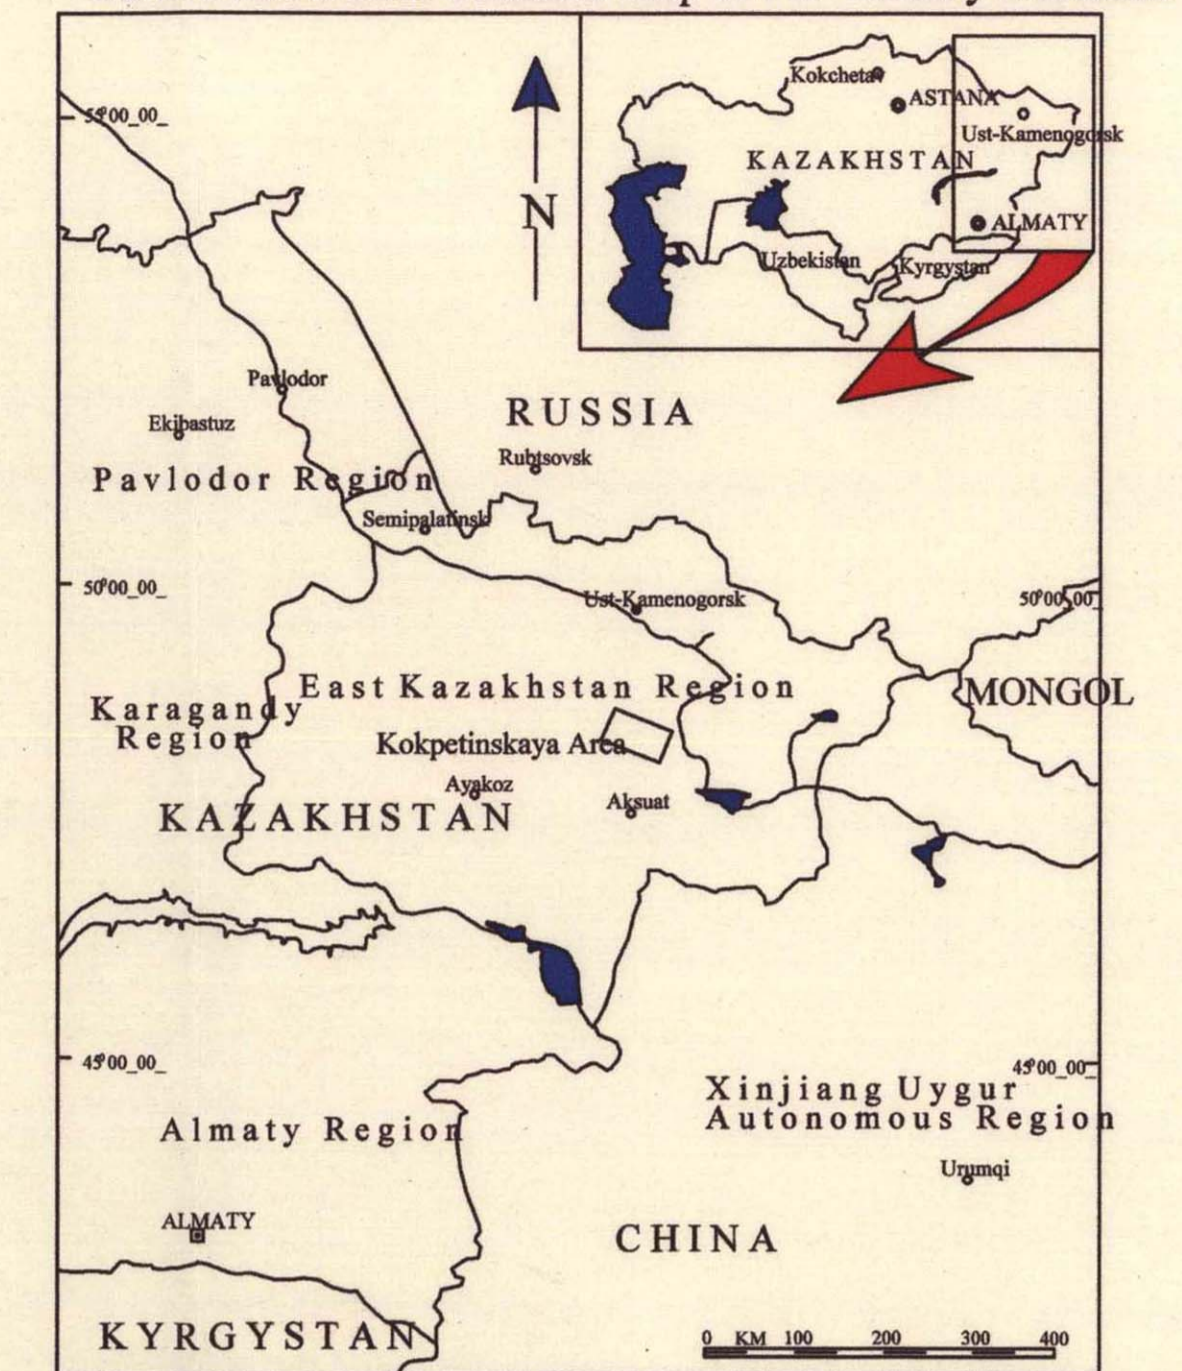 Kokchetav
ASTANA
Ust-Kamenogorsk
KAZAKHSTAN
ALMATY
Uzbekistan
Kyrgystan
N
55°00_00_
Pavlodor
Ekibastuz
RUSSIA
Rubtsovsk
Pavlodor Region
Semipalatinsk
50°00_00_
Ust-Kamenogorsk
50°00_00_
East Kazakhstan Region
MONGOL
Karagandy
Region
Kokpetinskaya Area
Ayakoz
Aksuat
KAZAKHSTAN
45°00_00_
45°00_00_
Xinjiang Uygur
Autonomous Region
Almaty Region
Urumqi
ALMATY
CHINA
KYRGYSTAN
0 KM 100 200 300 400